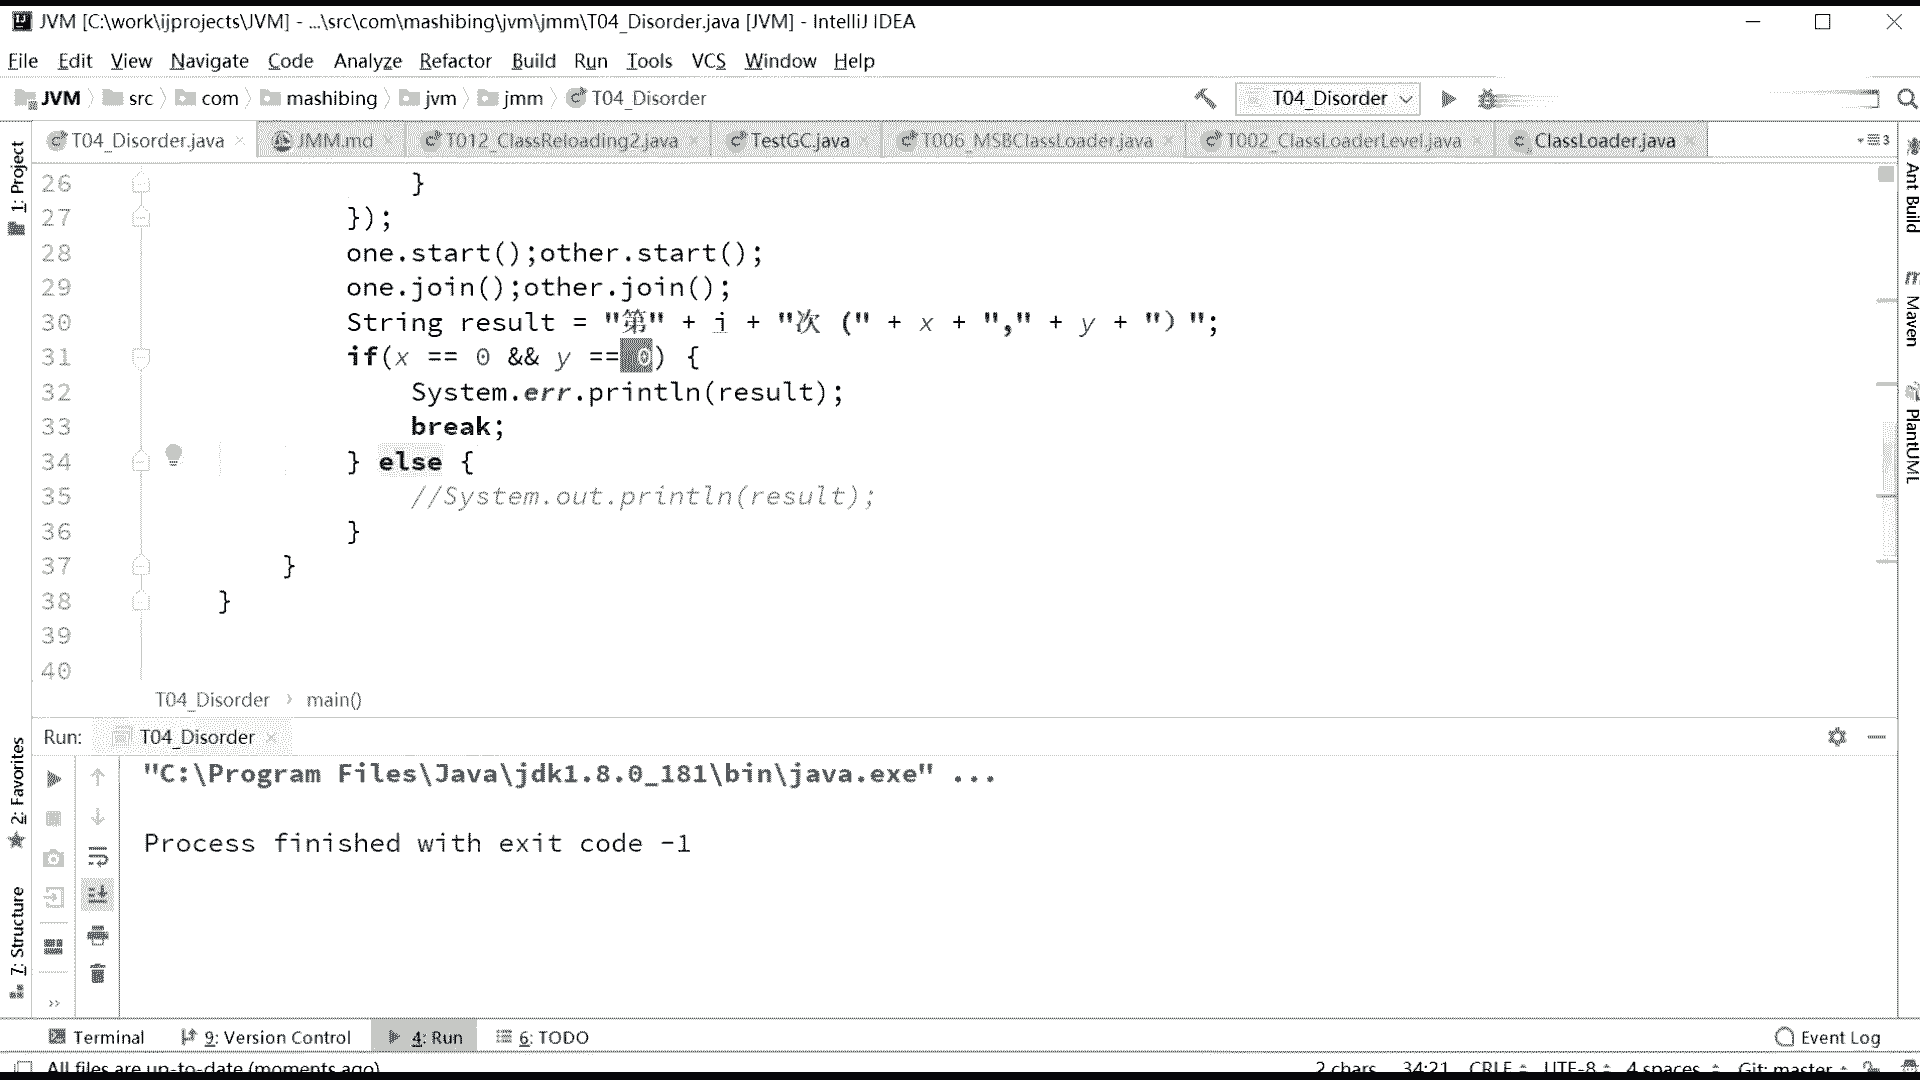 JVM [C:\work\ijprojects\JVM] - ...\src\com\mashibing\jvm\jmm\T04_Disorder.java [JVM] - IntelliJ IDEA
File Edit View Navigate Code Analyze Refactor Build Run Tools VCS Window Help
JVM src com mashibing jvm jmm T04_Disorder T04_Disorder
T04_Disorder.java JMM.md T012_ClassReloading2.java TestGC.java T006_MSBClassLoader.java T002_ClassLoaderLevel.java ClassLoader.java 3
1: Project
2: Favorites
7: Structure
26 }
27 });
28 one.start();other.start();
29 one.join();other.join();
30 String result = "第" + i + "次 (" + x + "," + y + ") ";
31 if(x == 0 && y == 0) {
32 System.err.println(result);
33 break;
34 } else {
35 //System.out.println(result);
36 }
37 }
38 }
39
40
T04_Disorder main()
Ant Build
Maven
PlantUML
Run: T04_Disorder
"C:\Program Files\Java\jdk1.8.0_181\bin\java.exe" ...
Process finished with exit code -1
Terminal 9: Version Control 4: Run 6: TODO Event Log
All files are up-to-date (moments ago) 2 chars 34:21 CRLF UTF-8 4 spaces Git: master